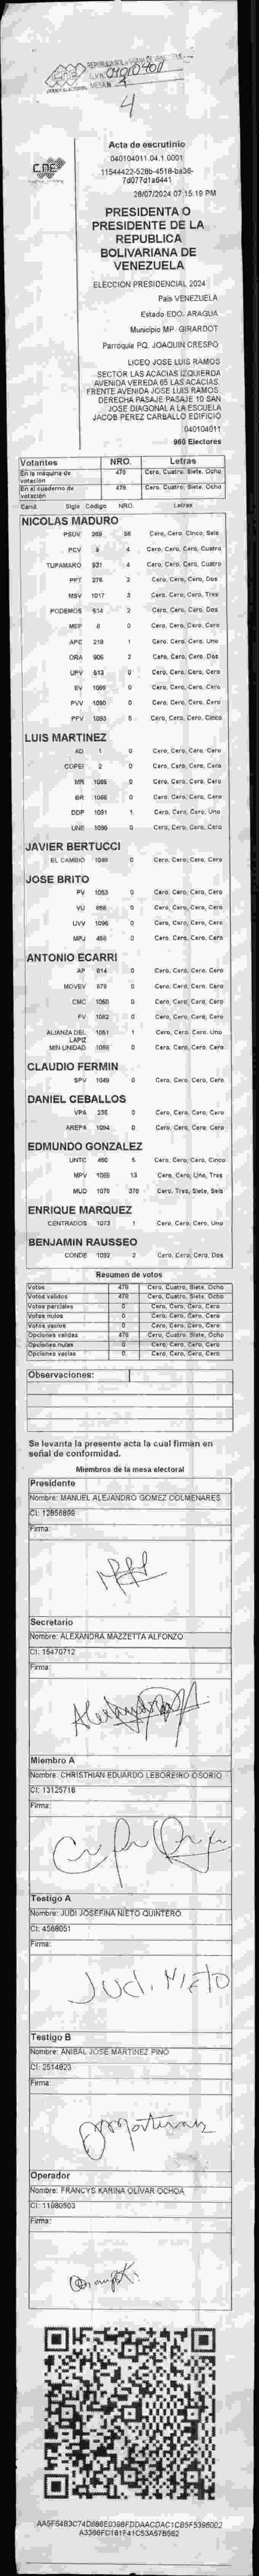 CNE
PODER ELECTORAL
4
CNE
Acta de escrutinio
040104011.04.1.0001
11544422-528b-4518-ba36-
7d077d1a6441
28/07/2024 07:15:19 PM
PRESIDENTA O
PRESIDENTE DE LA
REPUBLICA
BOLIVARIANA DE
VENEZUELA
ELECCIÓN PRESIDENCIAL 2024
País VENEZUELA
Estado EDO. ARAGUA
Municipio MP. GIRARDOT
Parroquia PQ. JOAQUIN CRESPO
LICEO JOSE LUIS RAMOS
SECTOR LAS ACACIAS IZQUIERDA
AVENIDA VEREDA 65 LAS ACACIAS.
FRENTE AVENIDA JOSE LUIS RAMOS
DERECHA PASAJE PASAJE 10 SAN
JOSE DIAGONAL A LA ESCUELA
JACOB PEREZ CARBALLO EDIFICIO
040104011
960 Electores
Votantes NRO. Letras
En la máquina de votación 478 Cero, Cuatro, Siete, Ocho
En el cuaderno de votación 478 Cero, Cuatro, Siete, Ocho
Cand. Sigla Código NRO. Letras
NICOLAS MADURO
PSUV 269 56 Cero, Cero, Cinco, Seis
PCV 9 4 Cero, Cero, Cero, Cuatro
TUPAMARO 931 4 Cero, Cero, Cero, Cuatro
PPT 276 2 Cero, Cero, Cero, Dos
MSV 1017 3 Cero, Cero, Cero, Tres
PODEMOS 514 2 Cero, Cero, Cero, Dos
MEP 6 0 Cero, Cero, Cero, Cero
APC 219 1 Cero, Cero, Cero, Uno
ORA 906 2 Cero, Cero, Cero, Dos
UPV 613 0 Cero, Cero, Cero, Cero
EV 1089 0 Cero, Cero, Cero, Cero
PVV 1090 0 Cero, Cero, Cero, Cero
PFV 1093 5 Cero, Cero, Cero, Cinco
LUIS MARTINEZ
AD 1 0 Cero, Cero, Cero, Cero
COPEI 2 0 Cero, Cero, Cero, Cero
MR 1065 0 Cero, Cero, Cero, Cero
BR 1066 0 Cero, Cero, Cero, Cero
DDP 1091 1 Cero, Cero, Cero, Uno
UNE 1095 0 Cero, Cero, Cero, Cero
JAVIER BERTUCCI
EL CAMBIO 1049 0 Cero, Cero, Cero, Cero
JOSE BRITO
PV 1053 0 Cero, Cero, Cero, Cero
VU 0 Cero, Cero, Cero, Cero
UVV 1096 0 Cero, Cero, Cero, Cero
MPJ 456 0 Cero, Cero, Cero, Cero
ANTONIO ECARRI
AP 614 0 Cero, Cero, Cero, Cero
MOVEV 879 0 Cero, Cero, Cero, Cero
CMC 1050 0 Cero, Cero, Cero, Cero
FV 1062 0 Cero, Cero, Cero, Cero
ALIANZA DEL LAPIZ 1051 1 Cero, Cero, Cero, Uno
MIN UNIDAD 0 Cero, Cero, Cero, Cero
CLAUDIO FERMIN
SPV 1049 0 Cero, Cero, Cero, Cero
DANIEL CEBALLOS
VPA 235 0 Cero, Cero, Cero, Cero
AREPA 1094 0 Cero, Cero, Cero, Cero
EDMUNDO GONZALEZ
UNTC 460 5 Cero, Cero, Cero, Cinco
MPV 1069 13 Cero, Cero, Uno, Tres
MUD 1075 376 Cero, Tres, Siete, Seis
ENRIQUE MARQUEZ
CENTRADOS 1073 1 Cero, Cero, Cero, Uno
BENJAMIN RAUSSEO
CONDE 1092 2 Cero, Cero, Cero, Dos
Resumen de votos
Votos 478 Cero, Cuatro, Siete, Ocho
Votos validos 478 Cero, Cuatro, Siete, Ocho
Votos parciales 0 Cero, Cero, Cero, Cero
Votos nulos 0 Cero, Cero, Cero, Cero
Votos vacios 0 Cero, Cero, Cero, Cero
Opciones validas 478 Cero, Cuatro, Siete, Ocho
Opciones nulas 0 Cero, Cero, Cero, Cero
Opciones vacias 0 Cero, Cero, Cero, Cero
Observaciones:
Se levanta la presente acta la cual firman en
señal de conformidad.
Miembros de la mesa electoral
Presidente
Nombre: MANUEL ALEJANDRO GOMEZ COLMENARES
CI: 12856899
Firma:
Secretario
Nombre: ALEXANDRA MAZZETTA ALFONZO
CI: 15470712
Firma:
Miembro A
Nombre: CHRISTHIAN EDUARDO LEBOREIRO OSORIO
CI: 13125716
Firma:
Testigo A
Nombre: JUDI JOSEFINA NIETO QUINTERO
CI: 4568051
Firma:
Judi. NIETO
Testigo B
Nombre: ANIBAL JOSE MARTINEZ PINO
CI: 2514823
Firma:
Operador
Nombre: FRANCYS KARINA OLIVAR OCHOA
CI: 11980503
Firma: